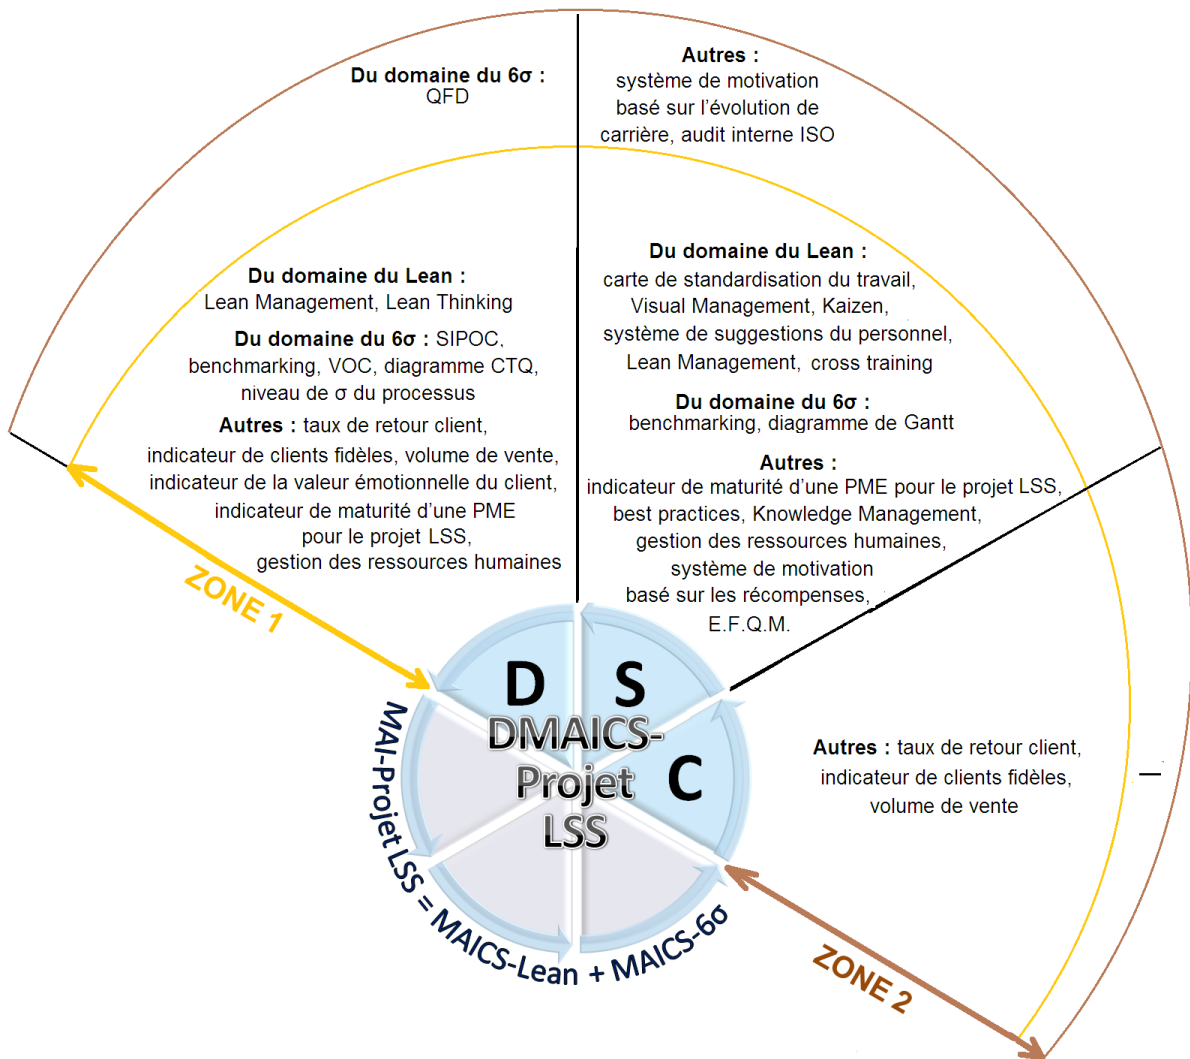 Du domaine du 6σ :
QFD
Autres :
système de motivation
basé sur l'évolution de
carrière, audit interne ISO
Du domaine du Lean :
Lean Management, Lean Thinking
Du domaine du 6σ : SIPOC,
benchmarking, VOC, diagramme CTQ,
niveau de σ du processus
Autres : taux de retour client,
indicateur de clients fidèles, volume de vente,
indicateur de la valeur émotionnelle du client,
indicateur de maturité d'une PME
pour le projet LSS,
gestion des ressources humaines
Du domaine du Lean :
carte de standardisation du travail,
Visual Management, Kaizen,
système de suggestions du personnel,
Lean Management, cross training
Du domaine du 6σ :
benchmarking, diagramme de Gantt
Autres :
indicateur de maturité d'une PME pour le projet LSS,
best practices, Knowledge Management,
gestion des ressources humaines,
système de motivation
basé sur les récompenses,
E.F.Q.M.
ZONE 1
D
S
C
DMAICS-
Projet
LSS
MAI-Projet LSS = MAICS-Lean + MAICS-6σ
Autres : taux de retour client,
indicateur de clients fidèles,
volume de vente
—
ZONE 2